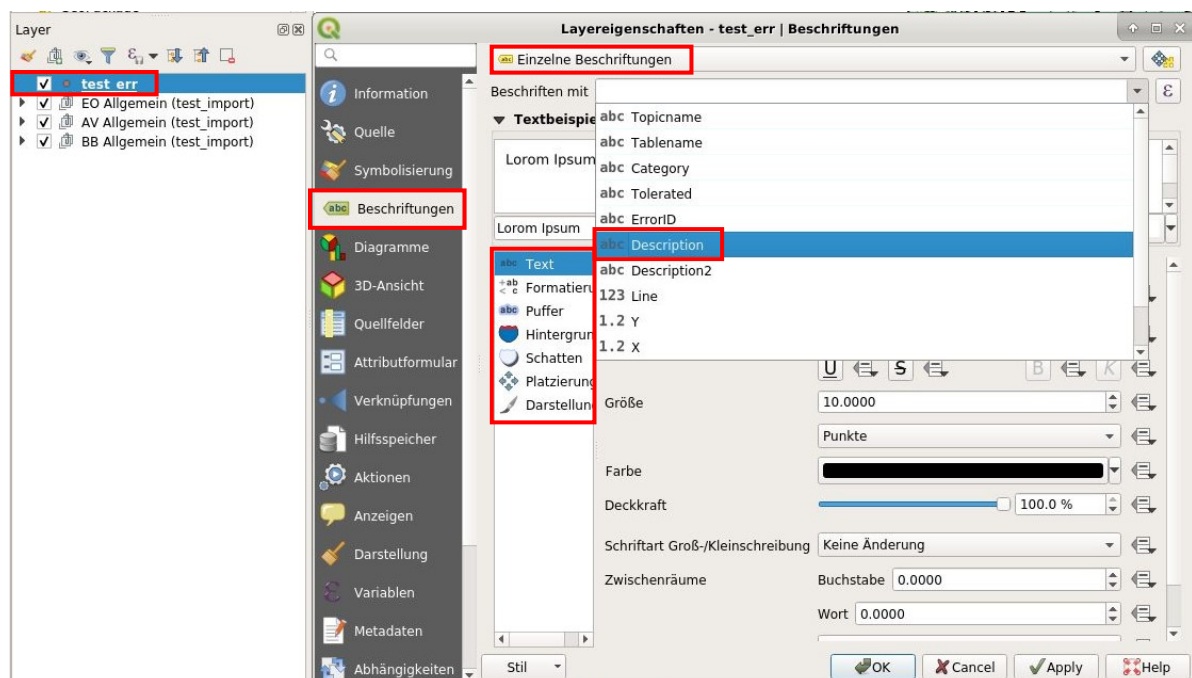 Layer
test_err
EO Allgemein (test_import)
AV Allgemein (test_import)
BB Allgemein (test_import)
Layereigenschaften - test_err | Beschriftungen
Information
Quelle
Symbolisierung
abc Beschriftungen
Diagramme
3D-Ansicht
Quellfelder
Attributformular
Verknüpfungen
Hilfsspeicher
Aktionen
Anzeigen
Darstellung
Variablen
Metadaten
Abhängigkeiten
Einzelne Beschriftungen
Beschriften mit
ε
Textbeispie
Lorom Ipsum
Lorom Ipsum
abc Topicname
abc Tablename
abc Category
abc Tolerated
abc ErrorID
abc Description
abc Description2
123 Line
1.2 Y
1.2 X
abc Text
Formatieru
abc Puffer
Hintergrun
Schatten
Platzierung
Darstellun
U S B K
Größe 10.0000
Punkte
Farbe
Deckkraft 100.0 %
Schriftart Groß-/Kleinschreibung Keine Änderung
Zwischenräume Buchstabe 0.0000
Wort 0.0000
Stil OK Cancel Apply Help